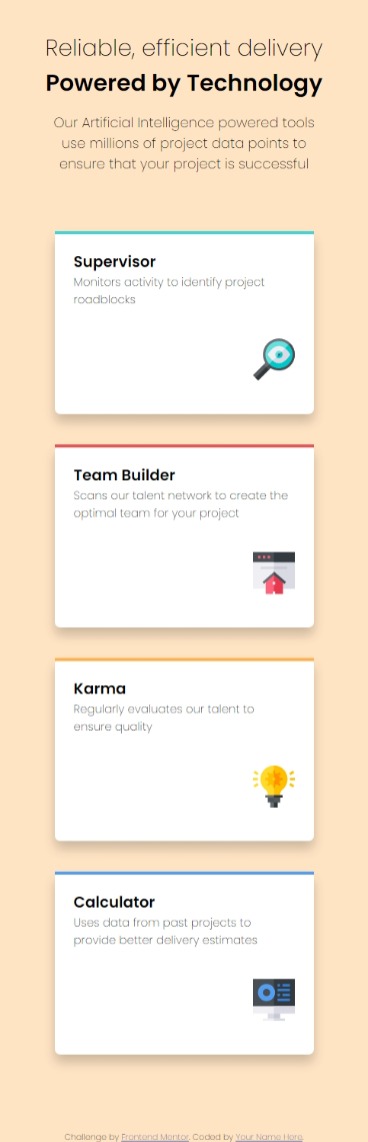 Reliable, efficient delivery
Powered by Technology
Our Artificial Intelligence powered tools
use millions of project data points to
ensure that your project is successful
Supervisor
Monitors activity to identify project
roadblocks
Team Builder
Scans our talent network to create the
optimal team for your project
Karma
Regularly evaluates our talent to
ensure quality
Calculator
Uses data from past projects to
provide better delivery estimates
Challenge by Frontend Mentor. Coded by Your Name Here.